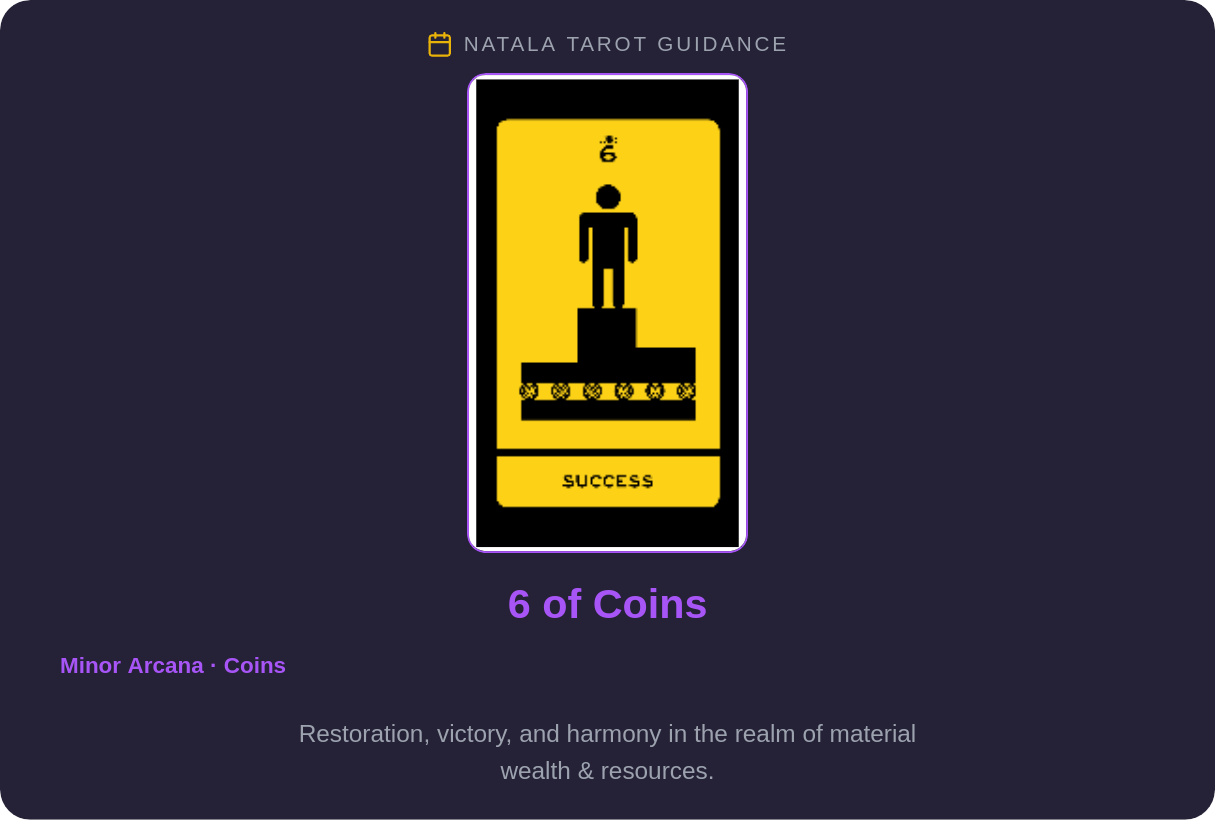 NATALA TAROT GUIDANCE
6
SUCCESS
6 of Coins
Minor Arcana · Coins
Restoration, victory, and harmony in the realm of material
wealth & resources.